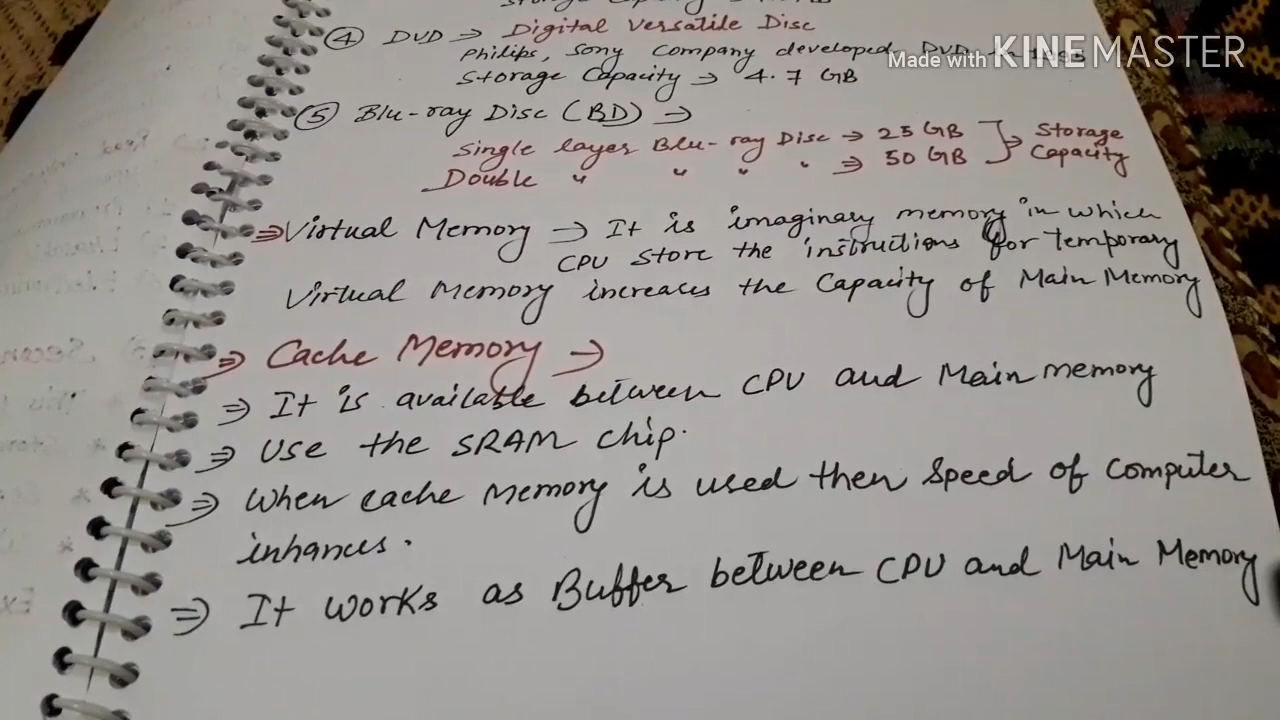 Storage Capacity →
④ DVD → Digital Versatile Disc
Philips, Sony Company developed DVD in
Made with KINEMASTER
Storage Capacity → 4.7 GB
⑤ Blu-ray Disc (BD) →
Single layer Blu-ray Disc → 25 GB
Double " " " " → 50 GB
Storage
Capacity
⇒ Virtual Memory → It is imaginary memory in which
CPU store the instructions for temporary
Virtual Memory increases the Capacity of Main Memory
⇒ Cache Memory →
⇒ It is available between CPU and Main memory
⇒ Use the SRAM chip.
⇒ When cache memory is used then speed of computer
inhances.
⇒ It works as Buffer between CPU and Main Memory